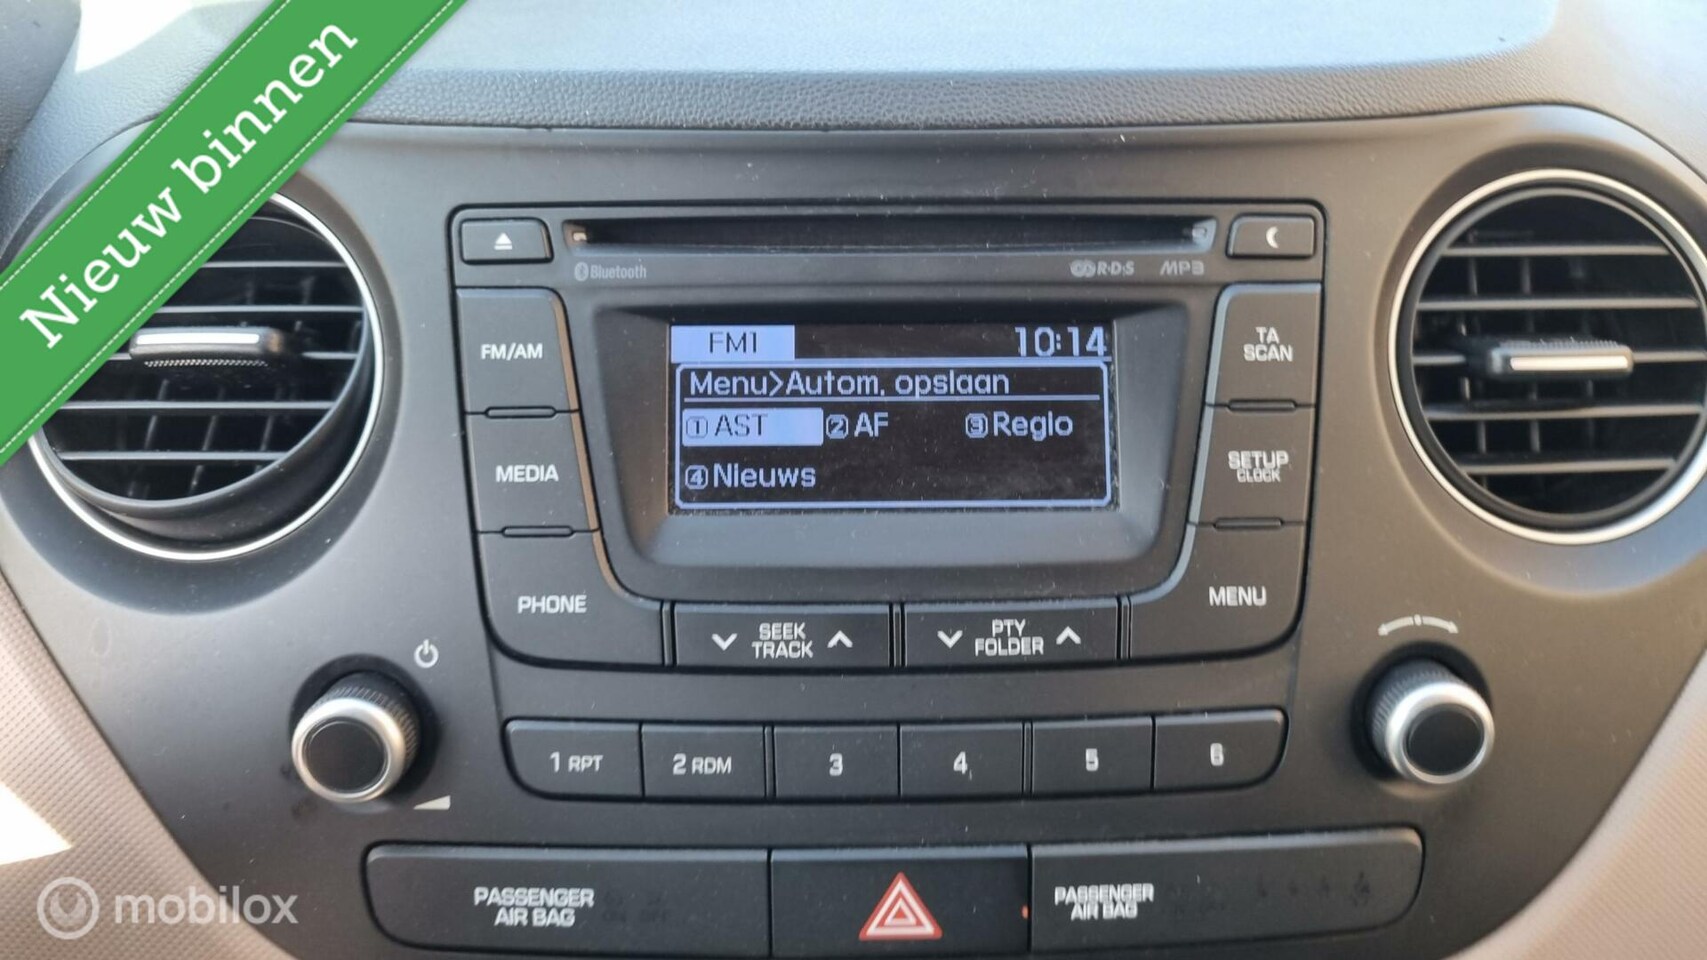 Nieuw binnen
Bluetooth
R·D·S MP3
FM/AM
FM1 10:14
TA
SCAN
Menu>Autom. opslaan
1 AST 2 AF 3 Regio
4 Nieuws
MEDIA
SETUP
CLOCK
PHONE
MENU
SEEK
TRACK
PTY
FOLDER
1 RPT
2 RDM
3
4
5
6
PASSENGER
AIR BAG
PASSENGER
AIR BAG
mobilox